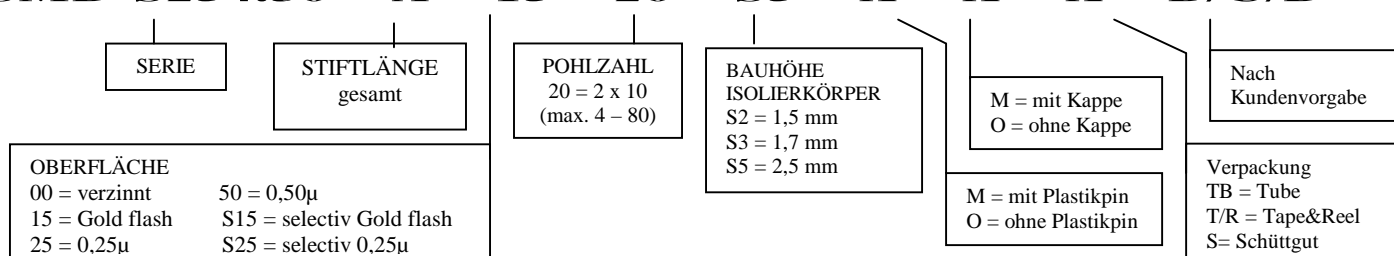 SERIE
STIFTLÄNGE
gesamt
POHLZAHL
20 = 2 x 10
(max. 4 – 80)
BAUHÖHE
ISOLIERKÖRPER
S2 = 1,5 mm
S3 = 1,7 mm
S5 = 2,5 mm
M = mit Kappe
O = ohne Kappe
Nach
Kundenvorgabe
OBERFLÄCHE
00 = verzinnt 50 = 0,50µ
15 = Gold flash S15 = selectiv Gold flash
25 = 0,25µ S25 = selectiv 0,25µ
M = mit Plastikpin
O = ohne Plastikpin
Verpackung
TB = Tube
T/R = Tape&Reel
S= Schüttgut